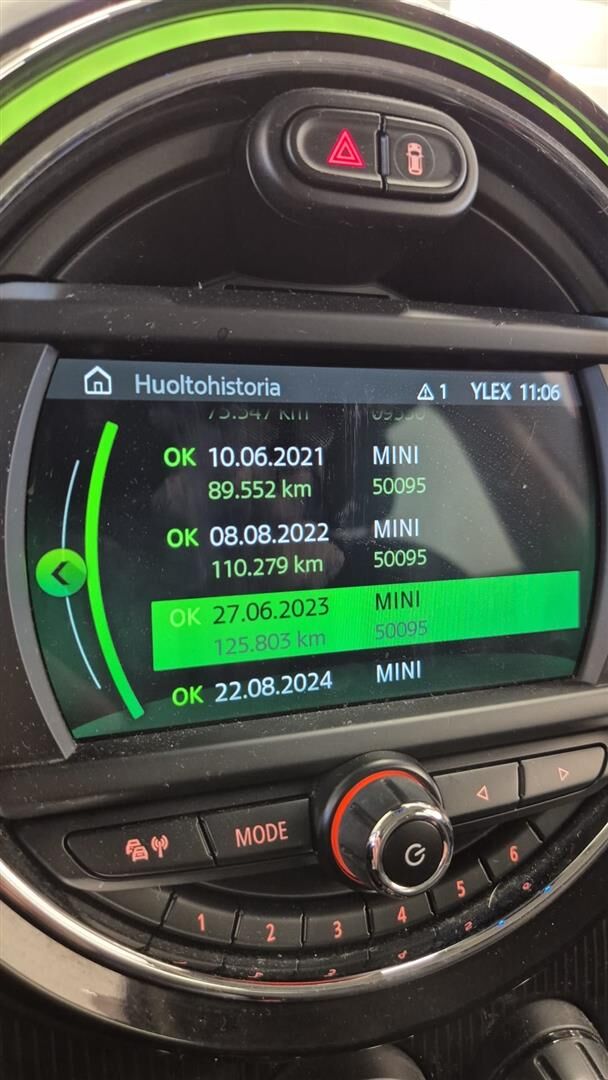 Huoltohistoria 1 YLEX 11:06
OK 10.06.2021 MINI
89.552 km 50095
OK 08.08.2022 MINI
110.279 km 50095
OK 27.06.2023 MINI
125.803 km 50095
OK 22.08.2024 MINI
MODE
1 2 3 4 5 6